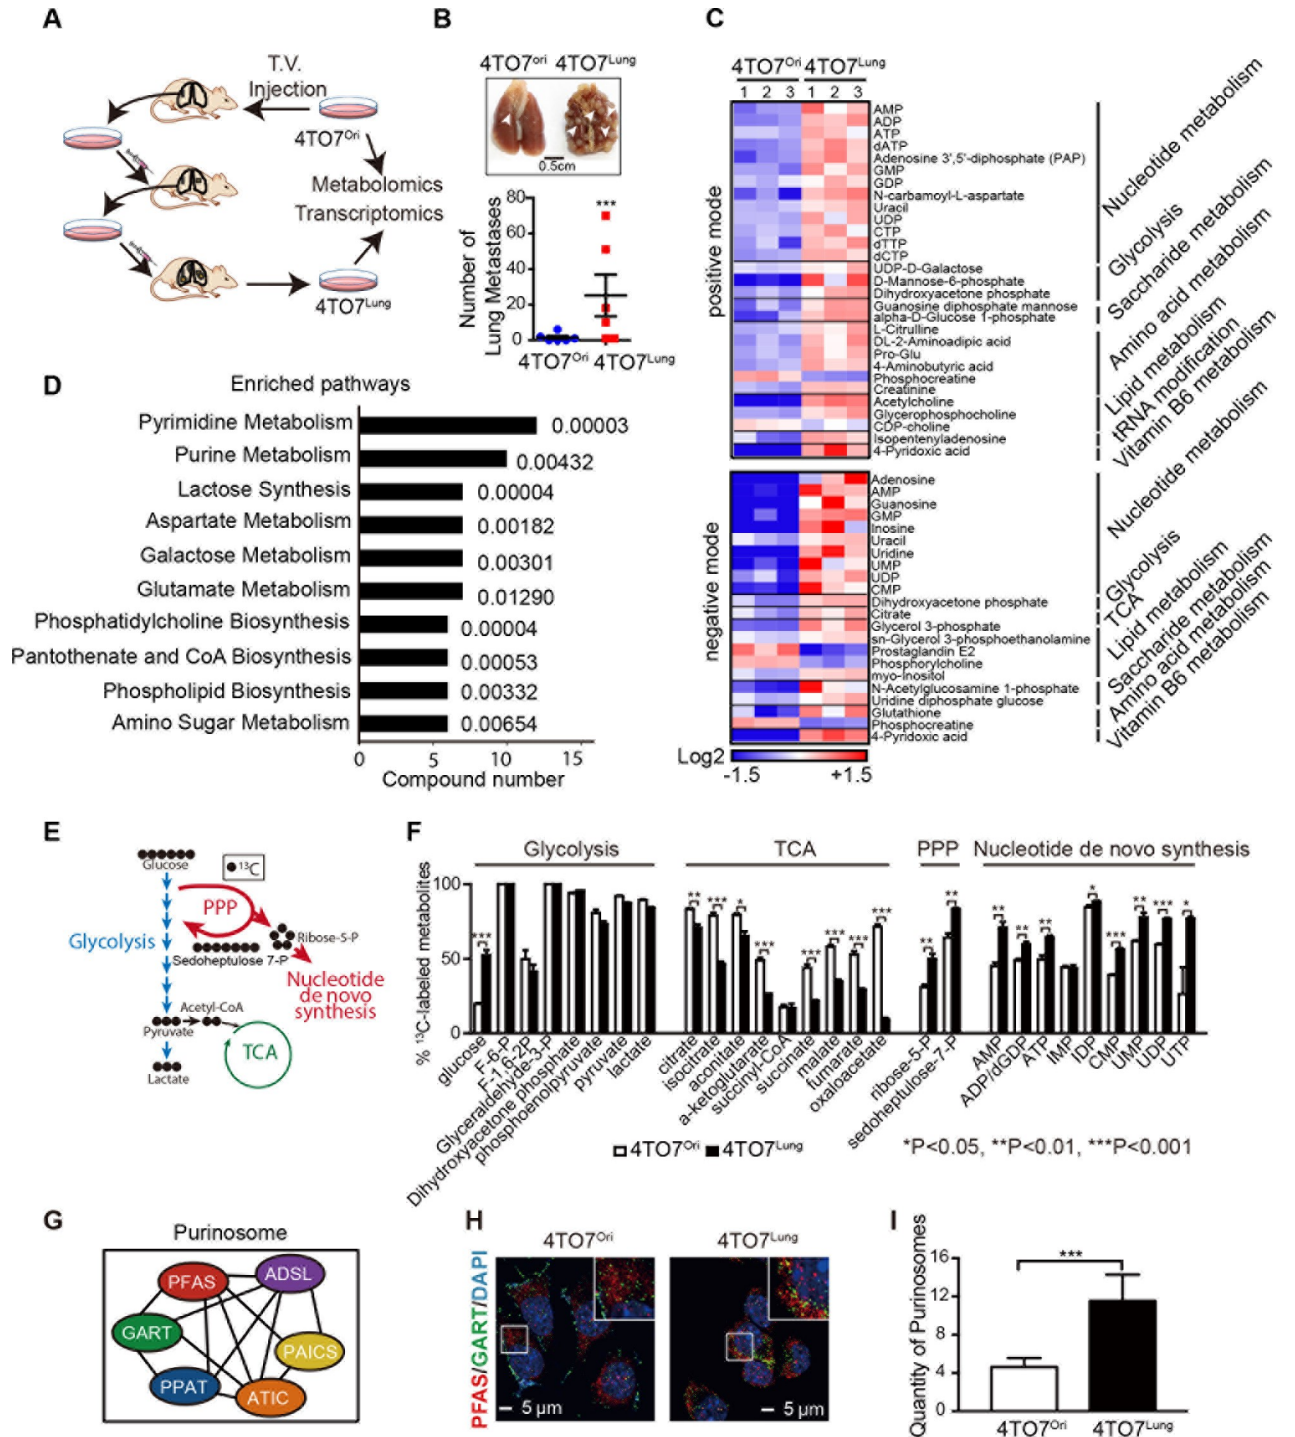 A
T.V.
Injection
4TO7Ori
Metabolomics
Transcriptomics
4TO7Lung
B
4TO7ori 4TO7Lung
0.5cm
Number of
Lung Metastases
80
60
40
20
0
***
4TO7Ori 4TO7Lung
C
4TO7Ori 4TO7Lung
1 2 3 1 2 3
positive mode
AMP
ADP
ATP
dATP
Adenosine 3',5'-diphosphate (PAP)
GMP
GDP
N-carbamoyl-L-aspartate
Uracil
UDP
CTP
dTTP
dCTP
UDP-D-Galactose
D-Mannose-6-phosphate
Dihydroxyacetone phosphate
Guanosine diphosphate mannose
alpha-D-Glucose 1-phosphate
L-Citrulline
DL-2-Aminoadipic acid
Pro-Glu
4-Aminobutyric acid
Phosphocreatine
Creatinine
Acetylcholine
Glycerophosphocholine
CDP-choline
Isopentenyladenosine
4-Pyridoxic acid
Nucleotide metabolism
Glycolysis
Saccharide metabolism
Amino acid metabolism
Lipid metabolism
tRNA modification
Vitamin B6 metabolism
negative mode
Adenosine
AMP
Guanosine
GMP
Inosine
Uracil
Uridine
UMP
UDP
CMP
Dihydroxyacetone phosphate
Citrate
Glycerol 3-phosphate
sn-Glycerol 3-phosphoethanolamine
Prostaglandin E2
Phosphorylcholine
myo-Inositol
N-Acetylglucosamine 1-phosphate
Uridine diphosphate glucose
Glutathione
Phosphocreatine
4-Pyridoxic acid
Nucleotide metabolism
Glycolysis
TCA
Lipid metabolism
Saccharide metabolism
Amino acid metabolism
Vitamin B6 metabolism
Log2
-1.5 +1.5
D
Enriched pathways
Pyrimidine Metabolism 0.00003
Purine Metabolism 0.00432
Lactose Synthesis 0.00004
Aspartate Metabolism 0.00182
Galactose Metabolism 0.00301
Glutamate Metabolism 0.01290
Phosphatidylcholine Biosynthesis 0.00004
Pantothenate and CoA Biosynthesis 0.00053
Phospholipid Biosynthesis 0.00332
Amino Sugar Metabolism 0.00654
0 5 10 15
Compound number
E
Glucose
13C
PPP
Glycolysis
Ribose-5-P
Sedoheptulose 7-P
Nucleotide
de novo
synthesis
Acetyl-CoA
Pyruvate
TCA
Lactate
F
Glycolysis TCA PPP Nucleotide de novo synthesis
% 13C-labeled metabolites
100
50
0
*** ** *** * *** *** *** *** *** ** ** ** ** ** * *** ** *** *
glucose
F-6-P
F-1,6-2P
Glyceraldehyde-3-P
Dihydroxyacetone phosphate
phosphoenolpyruvate
pyruvate
lactate
citrate
isocitrate
aconitate
a-ketoglutarate
succinyl-CoA
succinate
malate
fumarate
oxaloacetate
ribose-5-P
sedoheptulose-7-P
AMP
ADP/dGDP
ATP
IMP
IDP
CMP
UMP
UDP
UTP
4TO7Ori 4TO7Lung
*P<0.05, **P<0.01, ***P<0.001
G
Purinosome
PFAS
ADSL
GART
PAICS
PPAT
ATIC
H
4TO7Ori 4TO7Lung
PFAS/GART/DAPI
5 μm 5 μm
I
Quantity of Purinosomes
16
12
8
4
0
***
4TO7Ori 4TO7Lung